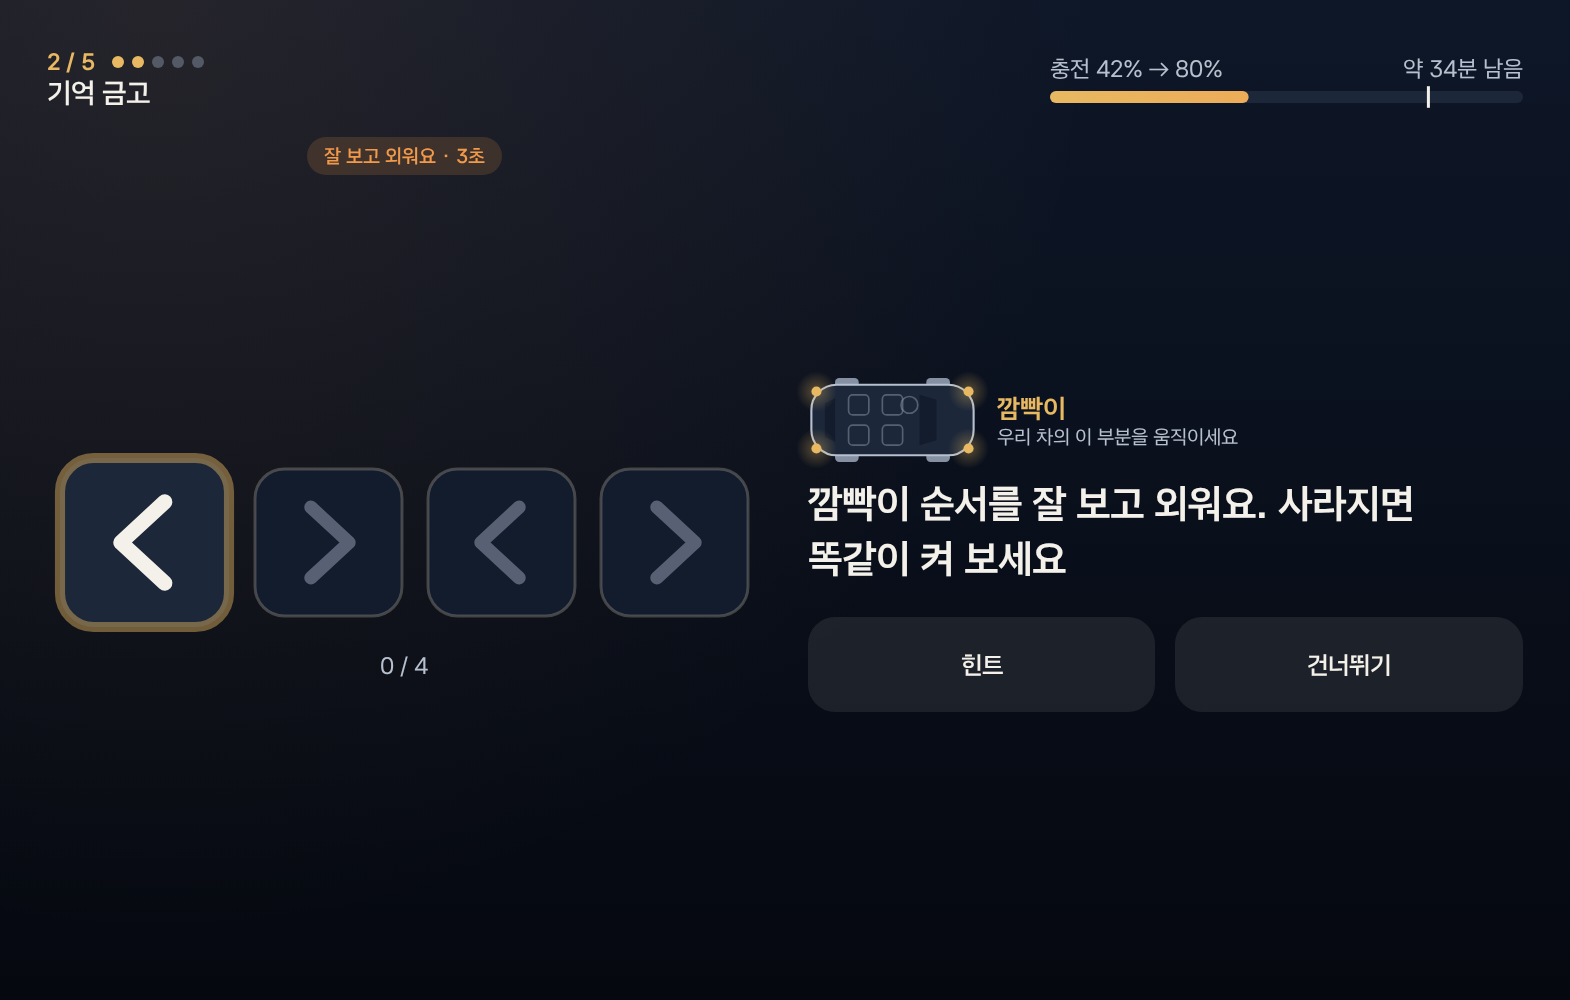 2 / 5
기억 금고
충전 42% → 80%
약 34분 남음
잘 보고 외워요 · 3초
깜빡이
우리 차의 이 부분을 움직이세요
깜빡이 순서를 잘 보고 외워요. 사라지면
똑같이 켜 보세요
0 / 4
힌트
건너뛰기